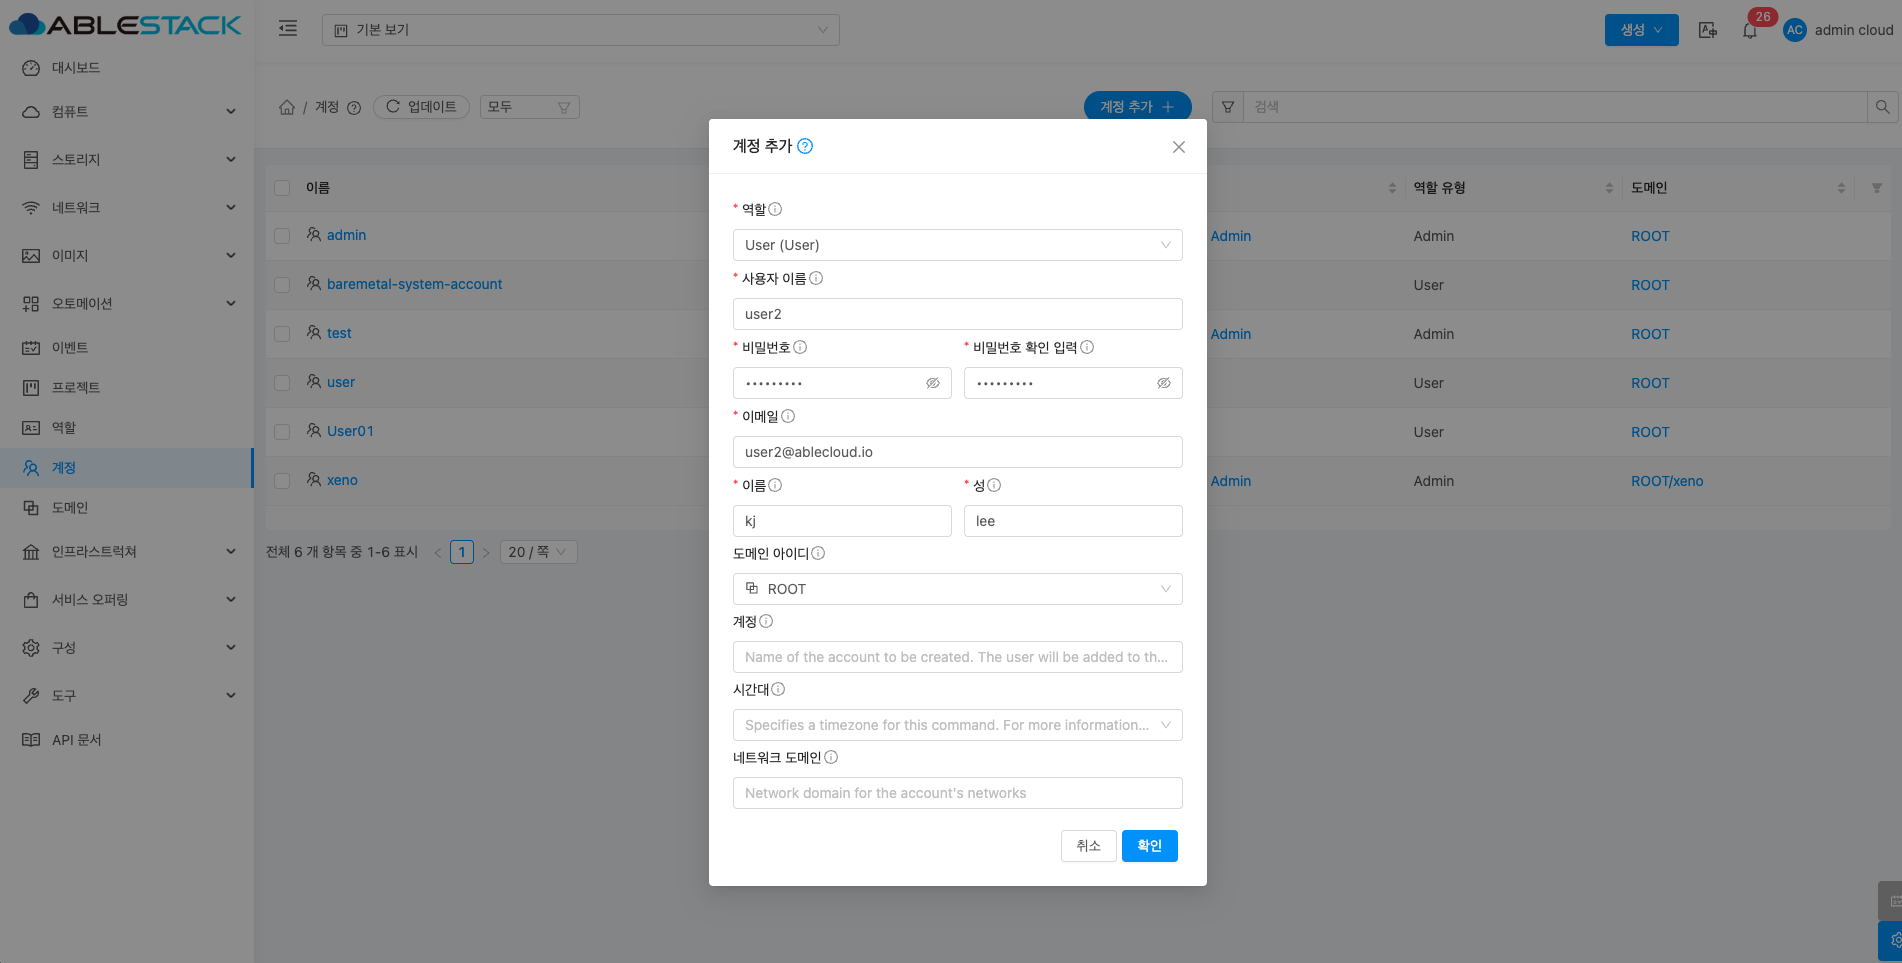 ABLESTACK
기본 보기
생성
26
AC
admin cloud
대시보드
컴퓨트
스토리지
네트워크
이미지
오토메이션
이벤트
프로젝트
역할
계정
도메인
인프라스트럭쳐
서비스 오퍼링
구성
도구
API 문서
/ 계정
업데이트
모두
계정 추가
검색
이름
역할 유형
도메인
admin
Admin
Admin
ROOT
baremetal-system-account
User
ROOT
test
Admin
Admin
ROOT
user
User
ROOT
User01
User
ROOT
xeno
Admin
Admin
ROOT/xeno
전체 6 개 항목 중 1-6 표시
1
20 / 쪽
계정 추가
* 역할
User (User)
* 사용자 이름
user2
* 비밀번호
* 비밀번호 확인 입력
•••••••••
•••••••••
* 이메일
user2@ablecloud.io
* 이름
* 성
kj
lee
도메인 아이디
ROOT
계정
Name of the account to be created. The user will be added to th...
시간대
Specifies a timezone for this command. For more information...
네트워크 도메인
Network domain for the account's networks
취소
확인